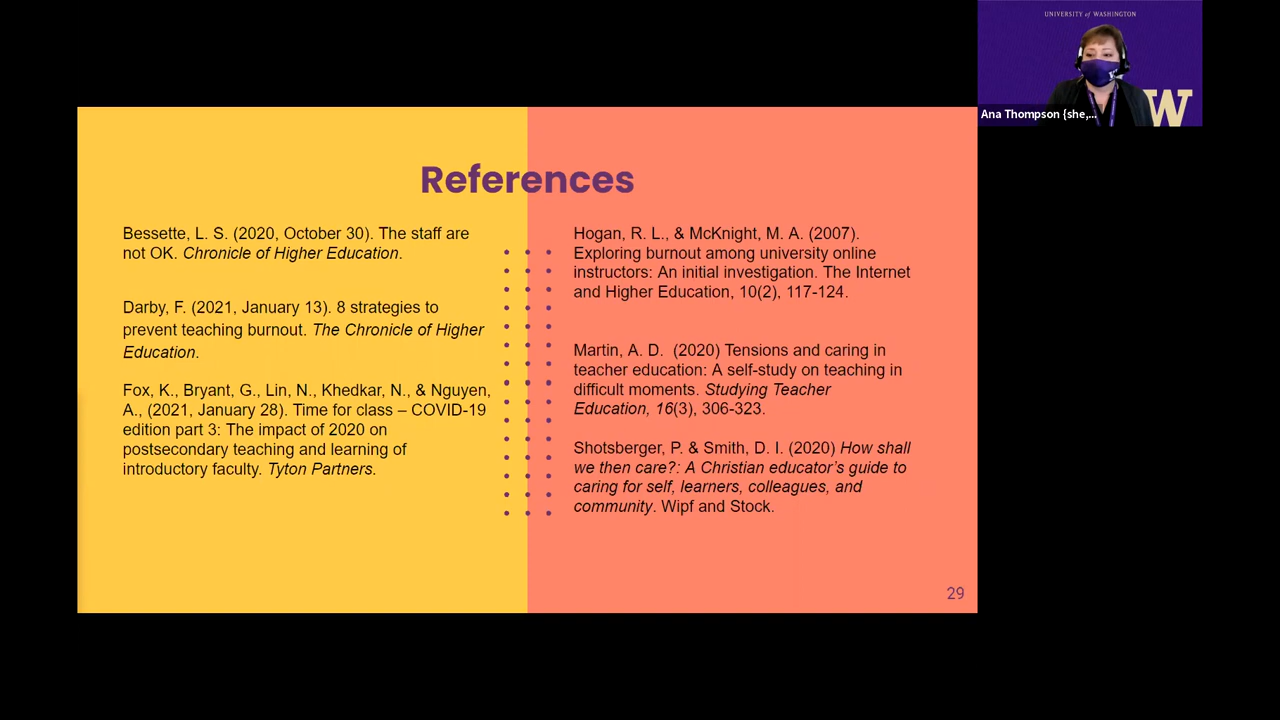 UNIVERSITY of WASHINGTON
W
Ana Thompson {she,...
References
Bessette, L. S. (2020, October 30). The staff are
not OK. Chronicle of Higher Education.
Darby, F. (2021, January 13). 8 strategies to
prevent teaching burnout. The Chronicle of Higher
Education.
Fox, K., Bryant, G., Lin, N., Khedkar, N., & Nguyen,
A., (2021, January 28). Time for class – COVID-19
edition part 3: The impact of 2020 on
postsecondary teaching and learning of
introductory faculty. Tyton Partners.
Hogan, R. L., & McKnight, M. A. (2007).
Exploring burnout among university online
instructors: An initial investigation. The Internet
and Higher Education, 10(2), 117-124.
Martin, A. D.  (2020) Tensions and caring in
teacher education: A self-study on teaching in
difficult moments. Studying Teacher
Education, 16(3), 306-323.
Shotsberger, P. & Smith, D. I. (2020) How shall
we then care?: A Christian educator’s guide to
caring for self, learners, colleagues, and
community. Wipf and Stock.
29